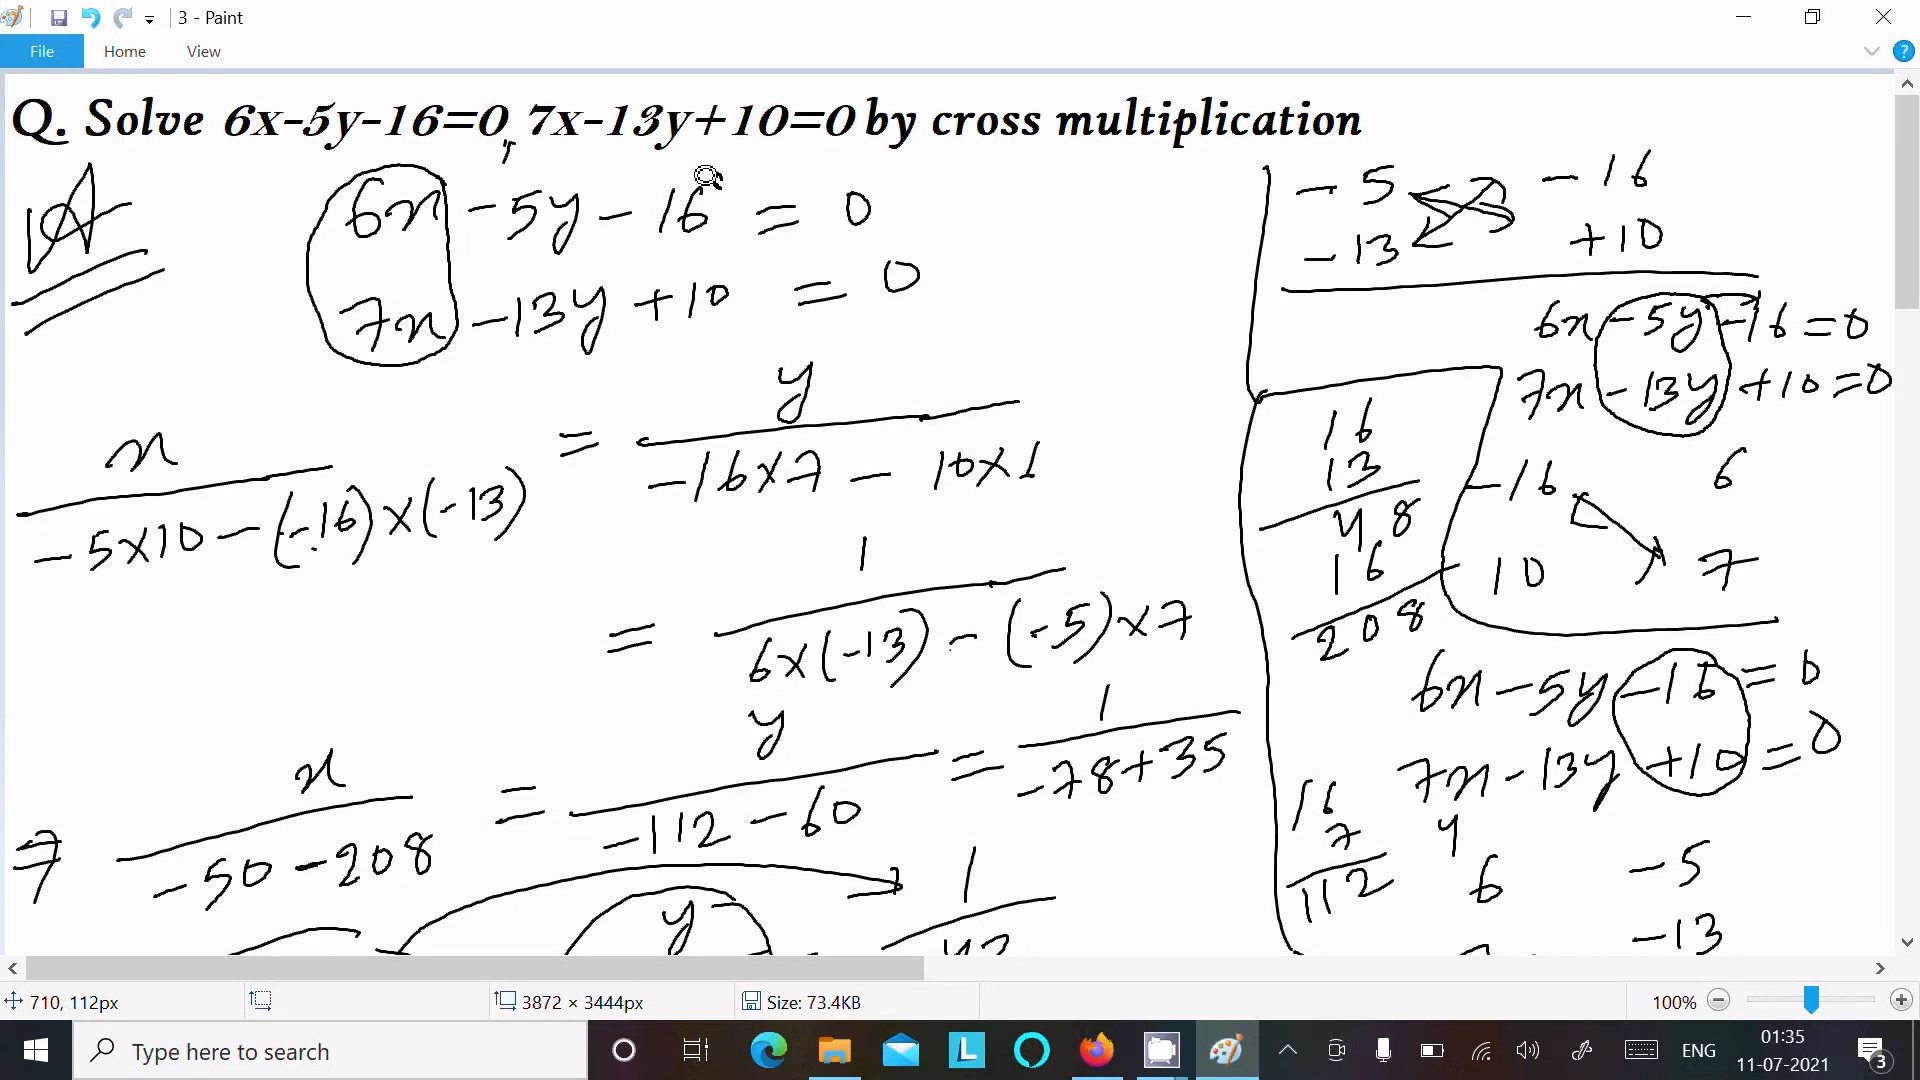 3 - Paint
File Home View
Q. Solve 6x-5y-16=0, 7x-13y+10=0 by cross multiplication
6x - 5y - 16 = 0
7x - 13y + 10 = 0
x / (-5×10 - (-16)×(-13)) = y / (-16×7 - 10×1
= 1 / (6×(-13) - (-5)×7
⇒ x / (-50 - 208) = y / (-112 - 60) = 1 / (-78+35)
y 1
-5 -16
-13 +10
6x - 5y - 16 = 0
7x - 13y + 10 = 0
16
13
48
16
208
-16 6
10 7
6x - 5y - 16 = 0
7x - 13y + 10 = 0
16
7
112
4
6 -5
-13
710, 112px 3872 × 3444px Size: 73.4KB 100%
Type here to search ENG 01:35
11-07-2021 3